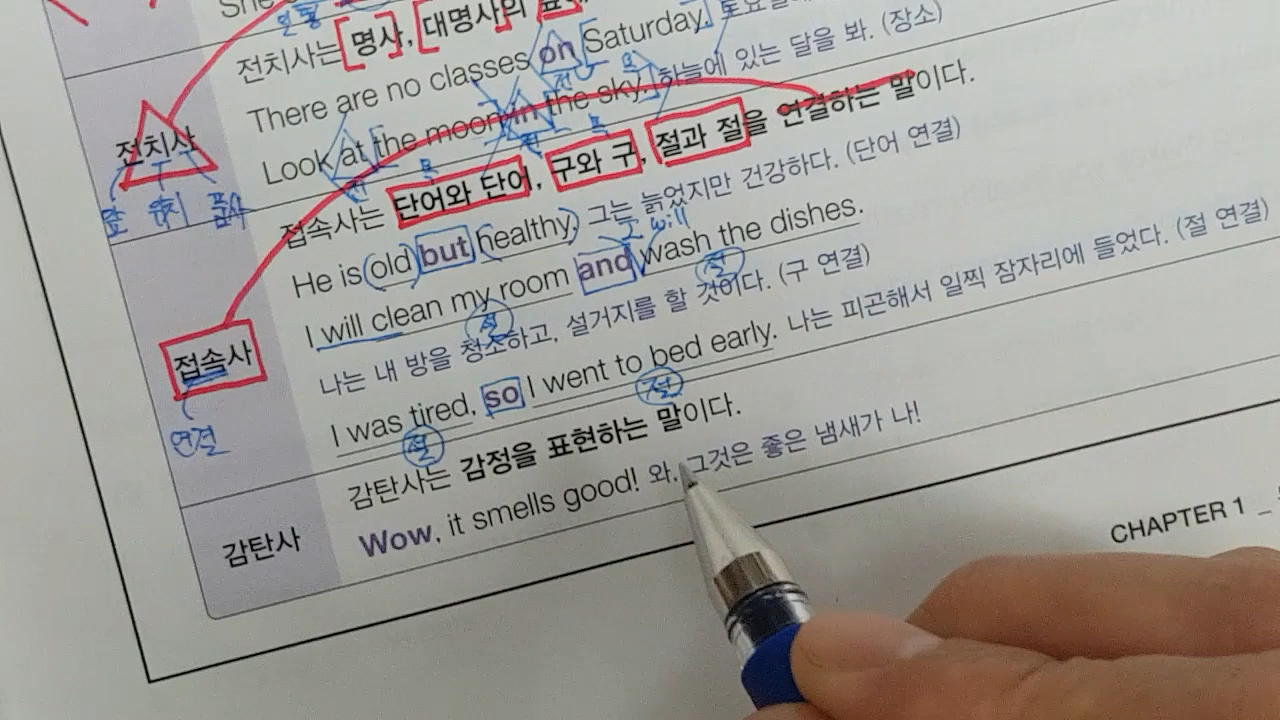 She
전치사는 명사, 대명사의
There are no classes on Saturday.
Look at the moon in the sky. 하늘에 있는 달을 봐. (장소)
전치사
접속사는 단어와 단어, 구와 구, 절과 절을 연결하는 말이다.
He is old but healthy. 그는 늙었지만 건강하다. (단어 연결)
I will
I will clean my room and wash the dishes.
절
절
나는 내 방을 청소하고, 설거지를 할 것이다. (구 연결)
접속사
연결
I was tired, so I went to bed early. 나는 피곤해서 일찍 잠자리에 들었다. (절 연결)
절
절
감탄사는 감정을 표현하는 말이다.
감탄사
Wow, it smells good! 와, 그것은 좋은 냄새가 나!
CHAPTER 1 _